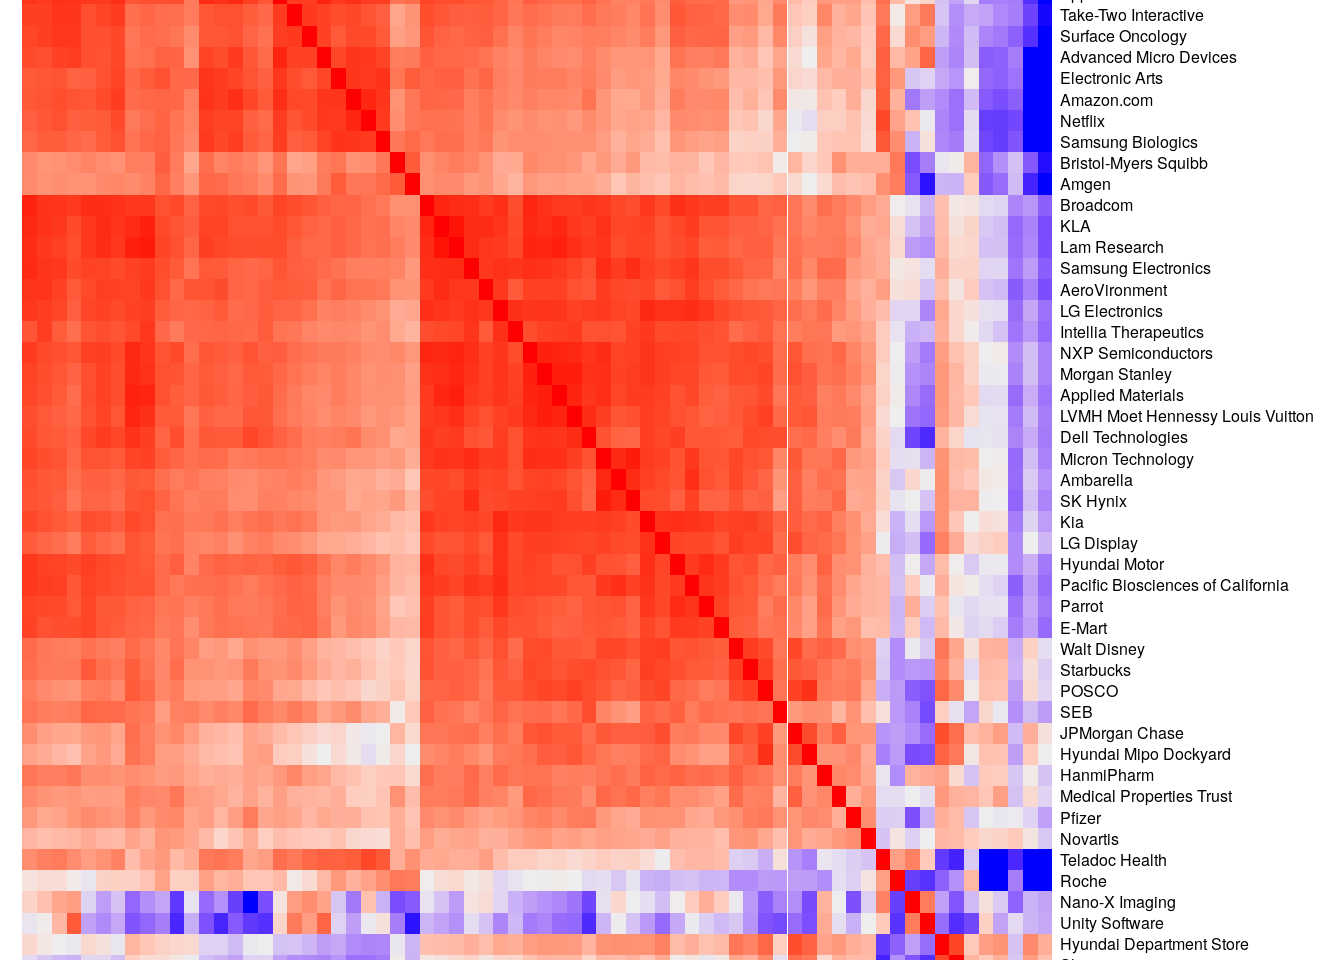 Take-Two Interactive
Surface Oncology
Advanced Micro Devices
Electronic Arts
Amazon.com
Netflix
Samsung Biologics
Bristol-Myers Squibb
Amgen
Broadcom
KLA
Lam Research
Samsung Electronics
AeroVironment
LG Electronics
Intellia Therapeutics
NXP Semiconductors
Morgan Stanley
Applied Materials
LVMH Moet Hennessy Louis Vuitton
Dell Technologies
Micron Technology
Ambarella
SK Hynix
Kia
LG Display
Hyundai Motor
Pacific Biosciences of California
Parrot
E-Mart
Walt Disney
Starbucks
POSCO
SEB
JPMorgan Chase
Hyundai Mipo Dockyard
HanmiPharm
Medical Properties Trust
Pfizer
Novartis
Teladoc Health
Roche
Nano-X Imaging
Unity Software
Hyundai Department Store